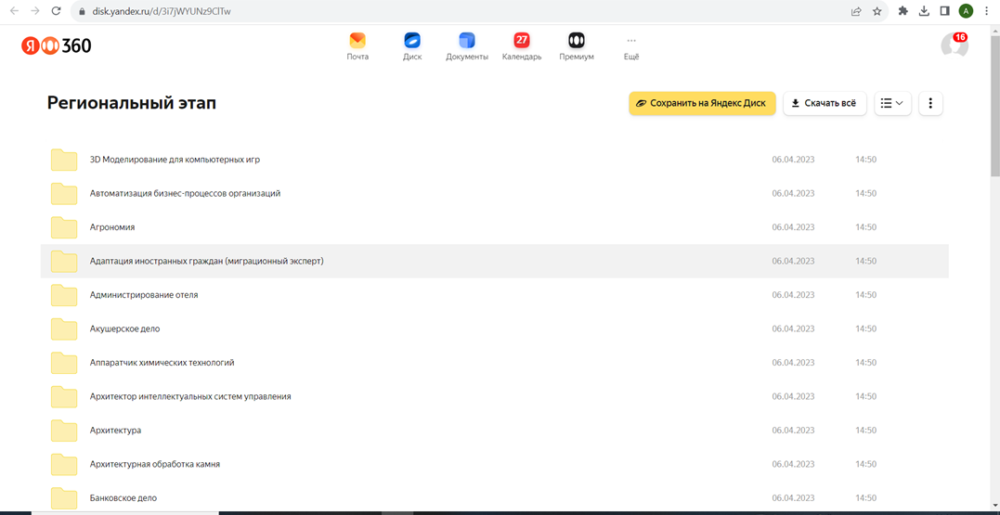 disk.yandex.ru/d/3i7jWYUNz9ClTw
A
Я 360
Почта
Диск
27
Документы
Календарь
Премиум
Ещё
16
Региональный этап
Сохранить на Яндекс Диск
Скачать всё
3D Моделирование для компьютерных игр 06.04.2023 14:50
Автоматизация бизнес-процессов организаций 06.04.2023 14:50
Агрономия 06.04.2023 14:50
Адаптация иностранных граждан (миграционный эксперт) 06.04.2023 14:50
Администрирование отеля 06.04.2023 14:50
Акушерское дело 06.04.2023 14:50
Аппаратчик химических технологий 06.04.2023 14:50
Архитектор интеллектуальных систем управления 06.04.2023 14:50
Архитектура 06.04.2023 14:50
Архитектурная обработка камня 06.04.2023 14:50
Банковское дело 06.04.2023 14:50